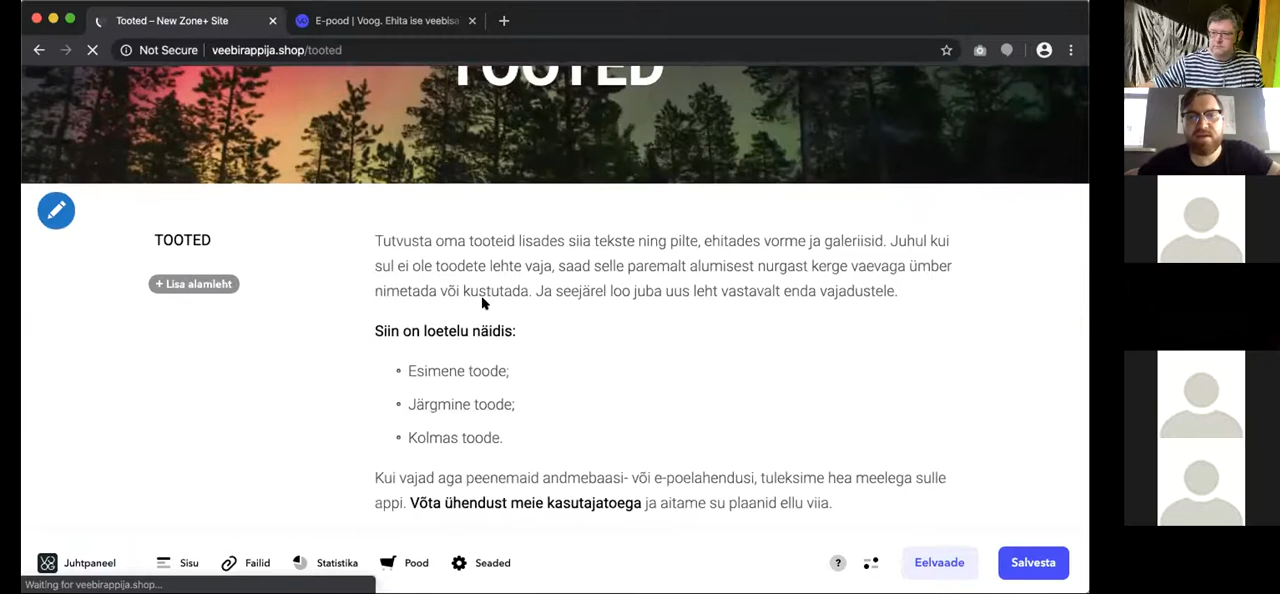 Tooted – New Zone+ Site
E-pood | Voog. Ehita ise veebisa
Not Secure | veebirappija.shop/tooted
TOOTED
TOOTED
+ Lisa alamleht
Tutvusta oma tooteid lisades siia tekste ning pilte, ehitades vorme ja galeriisid. Juhul kui
sul ei ole toodete lehte vaja, saad selle paremalt alumisest nurgast kerge vaevaga ümber
nimetada või kustutada. Ja seejärel loo juba uus leht vastavalt enda vajadustele.
Siin on loetelu näidis:
Esimene toode;
Järgmine toode;
Kolmas toode.
Kui vajad aga peenemaid andmebaasi- või e-poelahendusi, tuleksime hea meelega sulle
appi. Võta ühendust meie kasutajatoega ja aitame su plaanid ellu viia.
Juhtpaneel
Sisu
Failid
Statistika
Pood
Seaded
?
Eelvaade
Salvesta
Waiting for veebirappija.shop...